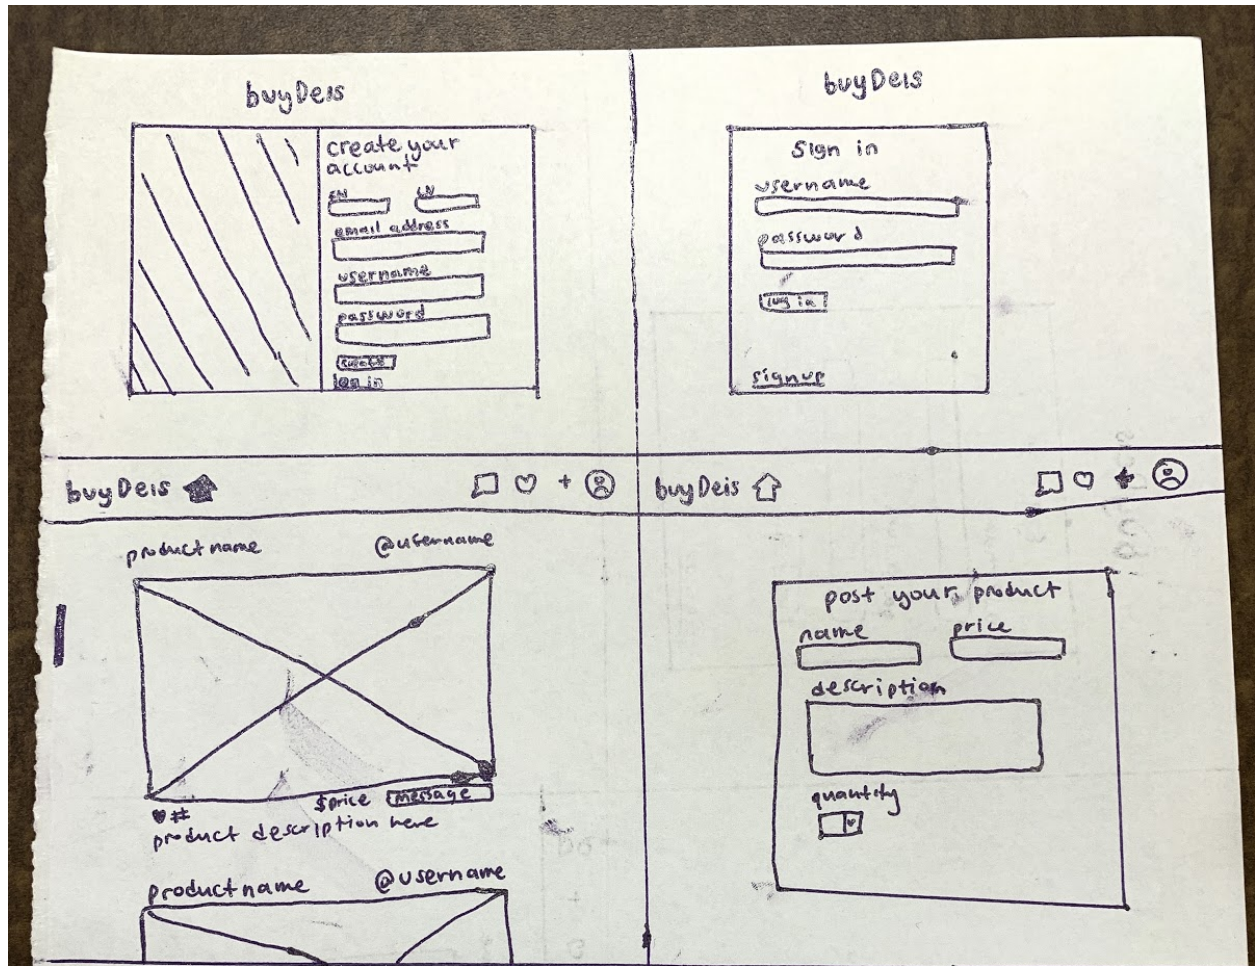 buyDeis
create your
account
FN LN
email address
username
password
create
log in
buyDeis
Sign in
username
password
log in
signup
buyDeis +
product name @username
$price message
#
product description here
product name @username
buyDeis +
post your product
name price
description
quantity